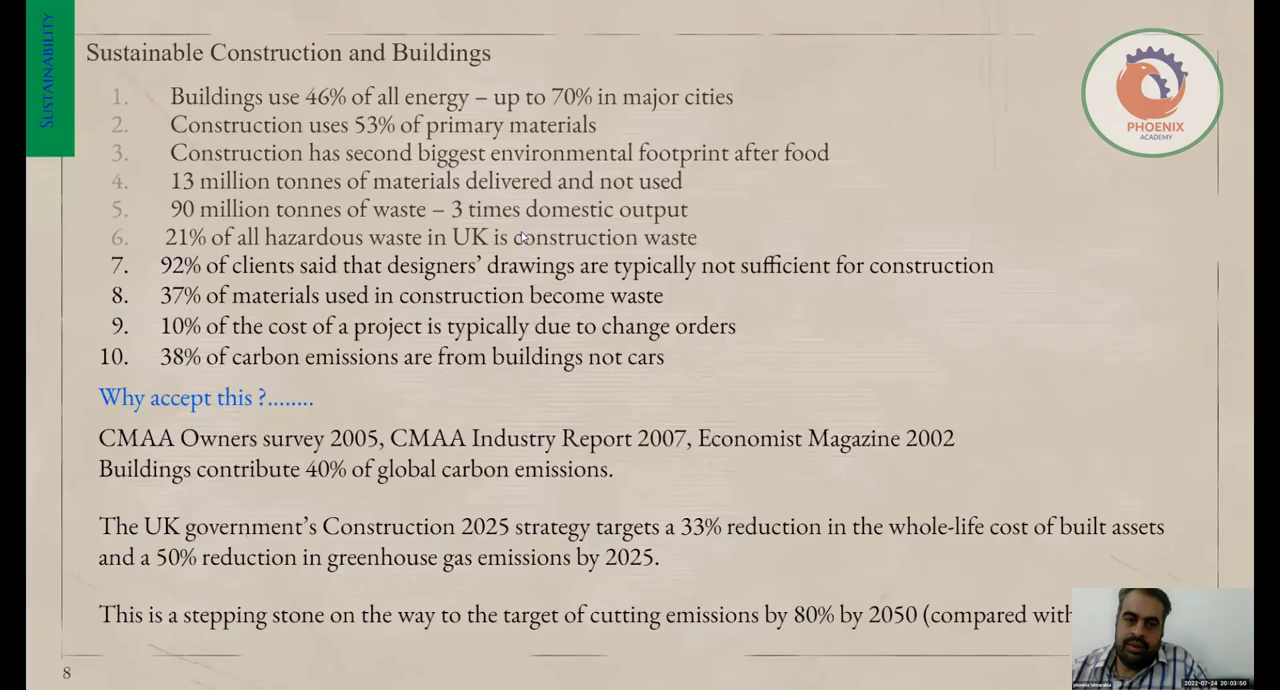 SUSTAINABILITY
Sustainable Construction and Buildings
PHOENIX
ACADEMY
1. Buildings use 46% of all energy – up to 70% in major cities
2. Construction uses 53% of primary materials
3. Construction has second biggest environmental footprint after food
4. 13 million tonnes of materials delivered and not used
5. 90 million tonnes of waste – 3 times domestic output
6. 21% of all hazardous waste in UK is construction waste
7. 92% of clients said that designers’ drawings are typically not sufficient for construction
8. 37% of materials used in construction become waste
9. 10% of the cost of a project is typically due to change orders
10. 38% of carbon emissions are from buildings not cars
Why accept this ?........
CMAA Owners survey 2005, CMAA Industry Report 2007, Economist Magazine 2002
Buildings contribute 40% of global carbon emissions.
The UK government’s Construction 2025 strategy targets a 33% reduction in the whole-life cost of built assets
and a 50% reduction in greenhouse gas emissions by 2025.
This is a stepping stone on the way to the target of cutting emissions by 80% by 2050 (compared with
8
2022-07-24 20:03:50